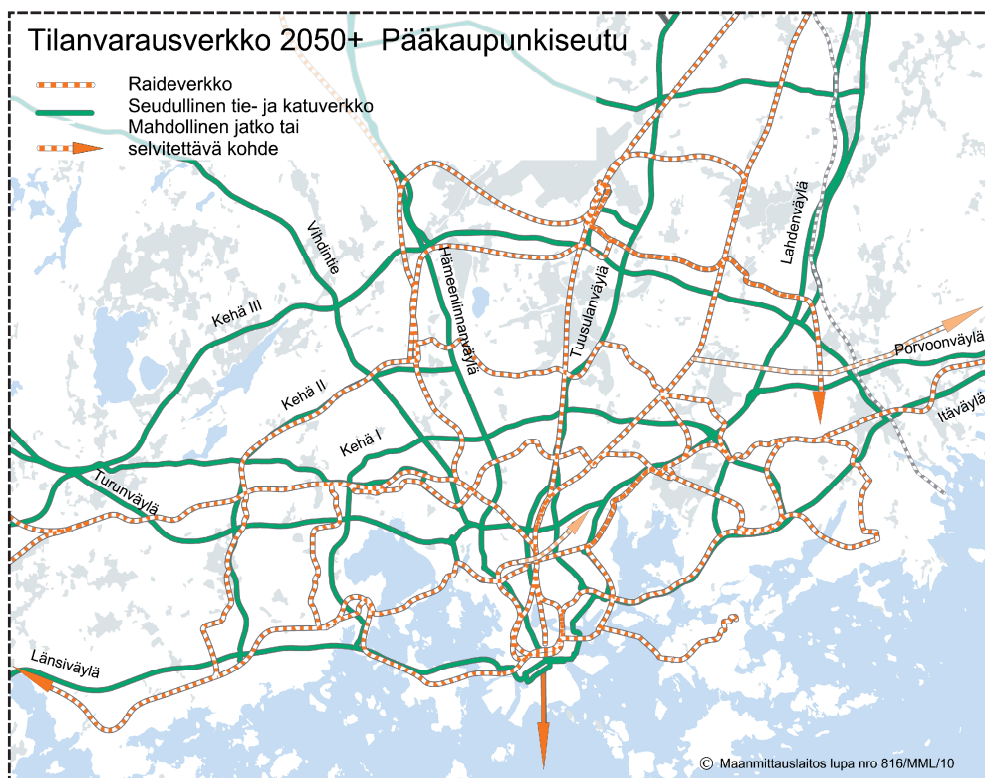 Tilanvarausverkko 2050+ Pääkaupunkiseutu
Raideverkko
Seudullinen tie- ja katuverkko
Mahdollinen jatko tai
selvitettävä kohde
Vihdintie
Hämeeniinnanväylä
Tuusulanväylä
Lahdenväylä
Kehä III
Porvoonväylä
Kehä II
Itäväylä
Kehä I
Turunväylä
Länsiväylä
© Maanmittauslaitos lupa nro 816/MML/10